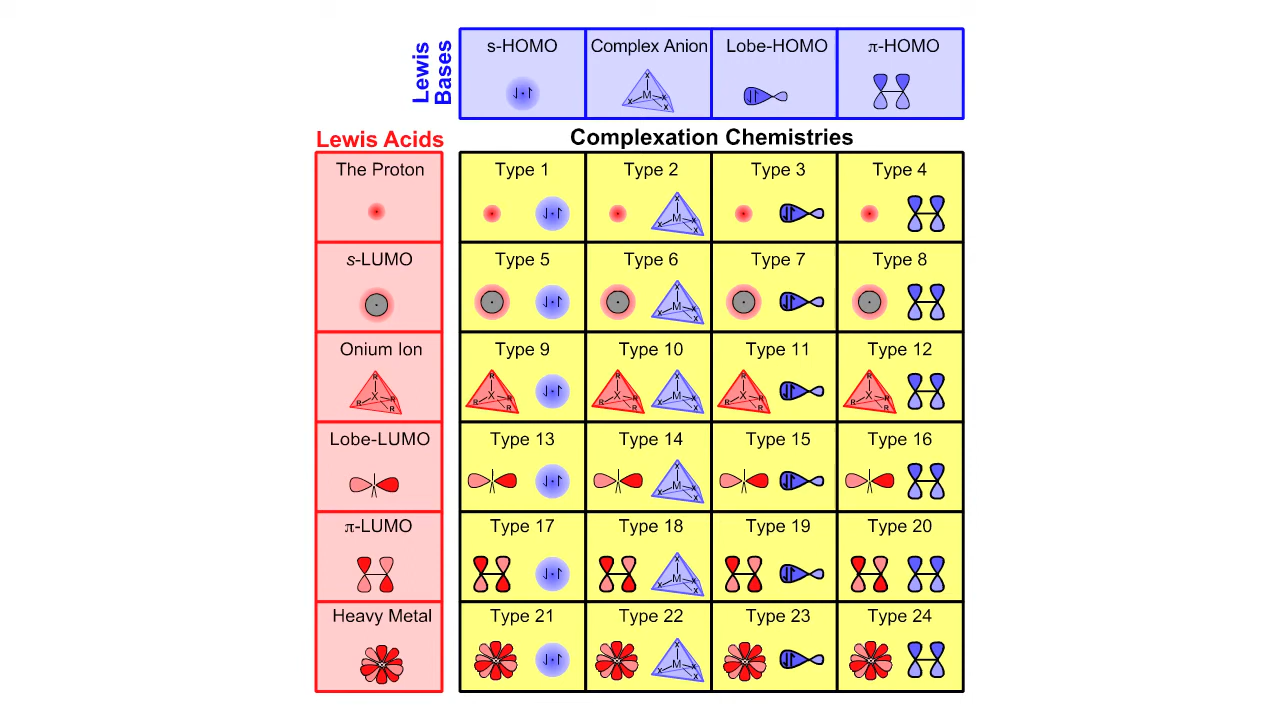 Lewis
Bases
s-HOMO
Complex Anion
Lobe-HOMO
π-HOMO
X
M
X
X
Lewis Acids
Complexation Chemistries
The Proton
Type 1
Type 2
X
M
X
X
Type 3
Type 4
s-LUMO
Type 5
Type 6
X
M
X
X
Type 7
Type 8
Onium Ion
R
X
R
R
R
Type 9
R
X
R
R
R
Type 10
R
X
R
R
R
X
M
X
X
Type 11
R
X
R
R
R
Type 12
R
X
R
R
R
Lobe-LUMO
Type 13
Type 14
X
M
X
X
Type 15
Type 16
π-LUMO
Type 17
Type 18
X
M
X
X
Type 19
Type 20
Heavy Metal
Type 21
Type 22
X
M
X
X
Type 23
Type 24